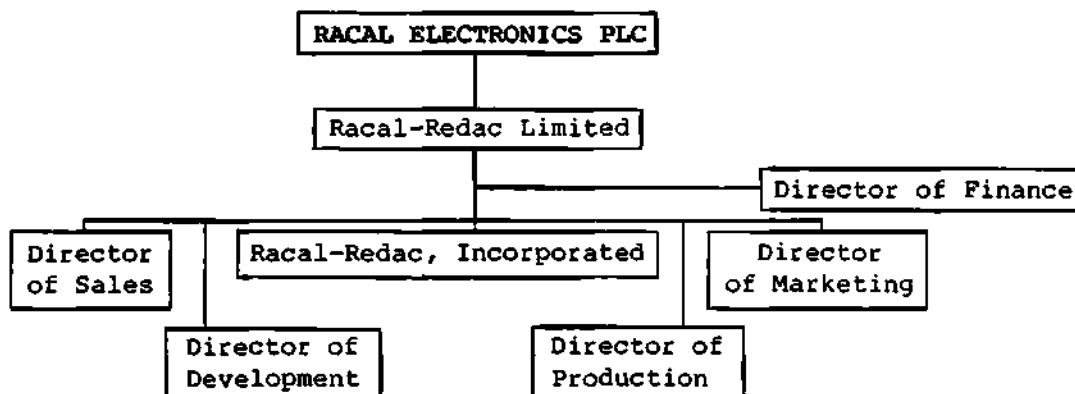 RACAL ELECTRONICS PLC
Racal-Redac Limited
Director of Finance
Director
of Sales
Racal-Redac, Incorporated
Director
of Marketing
Director of
Development
Director of
Production